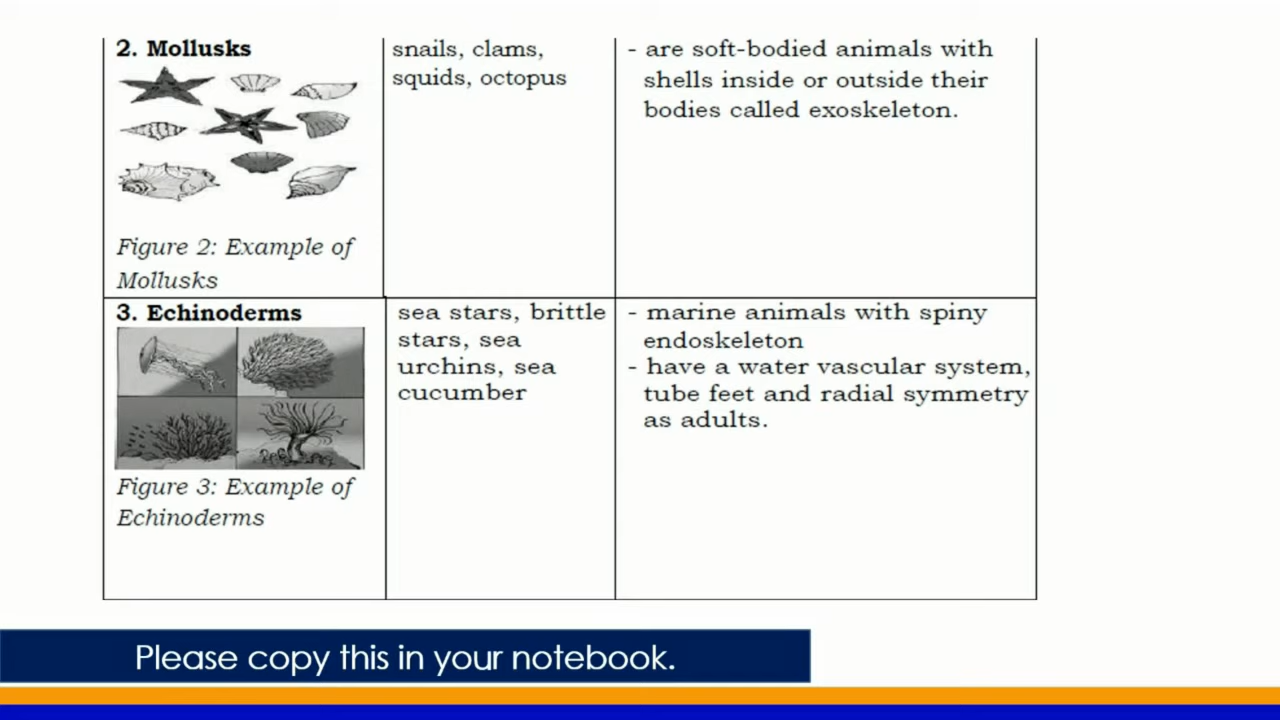 2. Mollusks
snails, clams,
squids, octopus
- are soft-bodied animals with
shells inside or outside their
bodies called exoskeleton.
Figure 2: Example of
Mollusks
3. Echinoderms
sea stars, brittle
stars, sea
urchins, sea
cucumber
- marine animals with spiny
endoskeleton
- have a water vascular system,
tube feet and radial symmetry
as adults.
Figure 3: Example of
Echinoderms
Please copy this in your notebook.